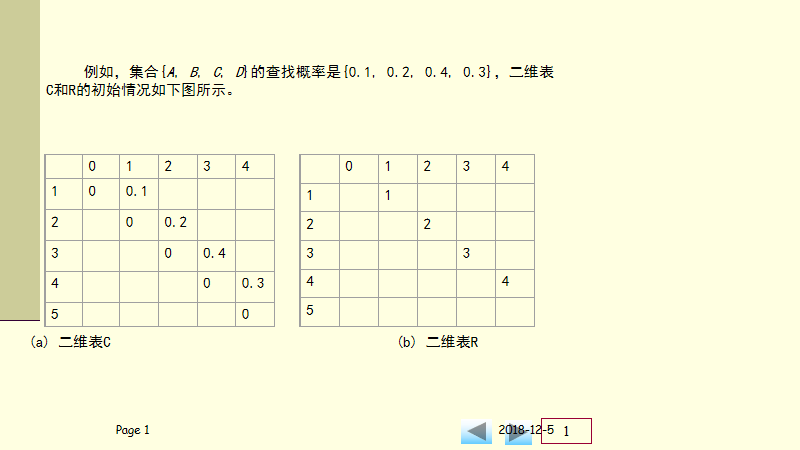 例如，集合{A, B, C, D}的查找概率是{0.1, 0.2, 0.4, 0.3}，二维表
C和R的初始情况如下图所示。
0 1 2 3 4
1 0 0.1
2 0 0.2
3 0 0.4
4 0 0.3
5 0
(a) 二维表C
0 1 2 3 4
1 1
2 2
3 3
4 4
5
(b) 二维表R
Page 1
2018-12-5
1